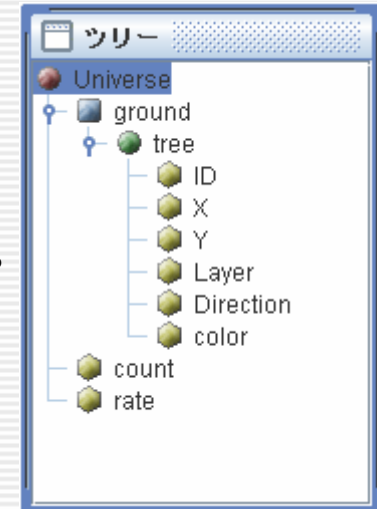 ツリー
Universe
ground
tree
ID
X
Y
Layer
Direction
color
count
rate